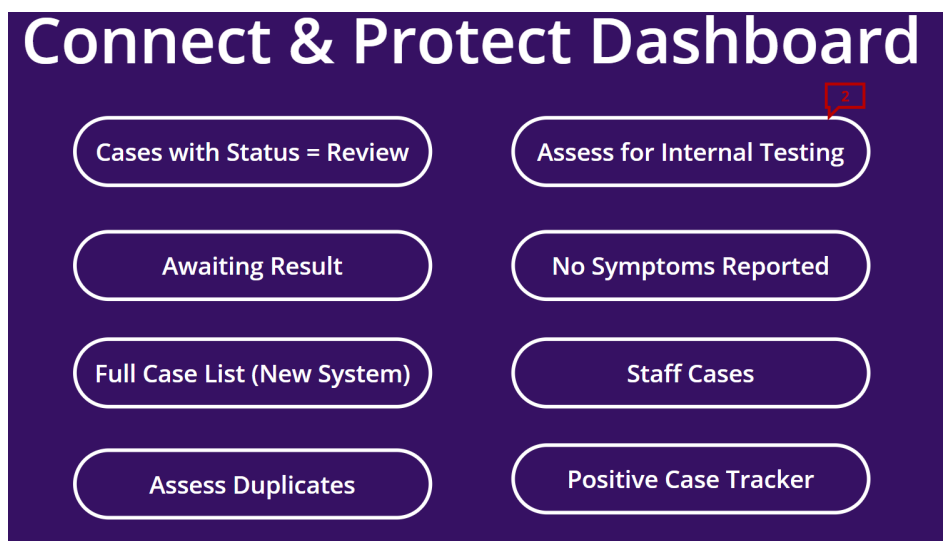 Connect & Protect Dashboard
2
Cases with Status = Review
Assess for Internal Testing
Awaiting Result
No Symptoms Reported
Full Case List (New System)
Staff Cases
Assess Duplicates
Positive Case Tracker